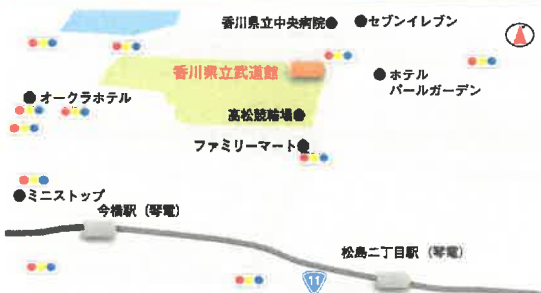 香川県立中央病院
セブンイレブン
香川県立武道館
ホテル
パールガーデン
オークラホテル
高松競輪場
ファミリーマート
ミニストップ
今橋駅（琴電）
松島二丁目駅（琴電）
11